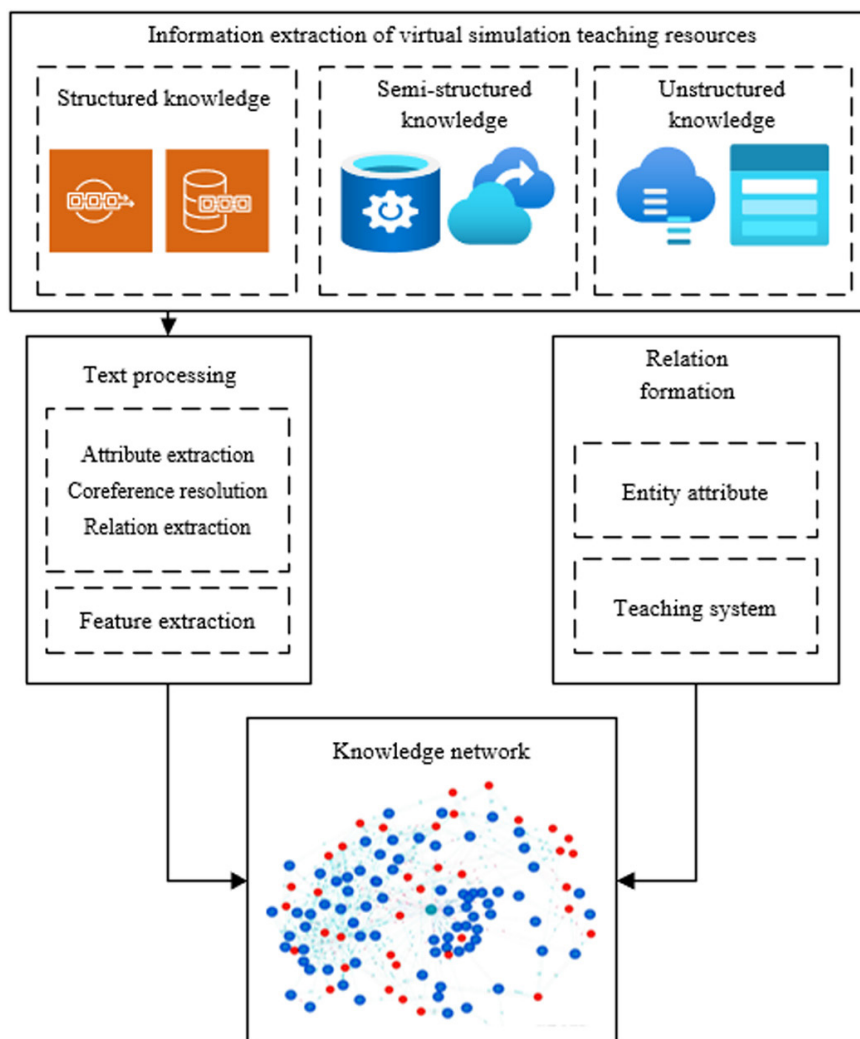 Information extraction of virtual simulation teaching resources
Structured knowledge
Semi-structured
knowledge
Unstructured
knowledge
Text processing
Attribute extraction
Coreference resolution
Relation extraction
Feature extraction
Relation
formation
Entity attribute
Teaching system
Knowledge network